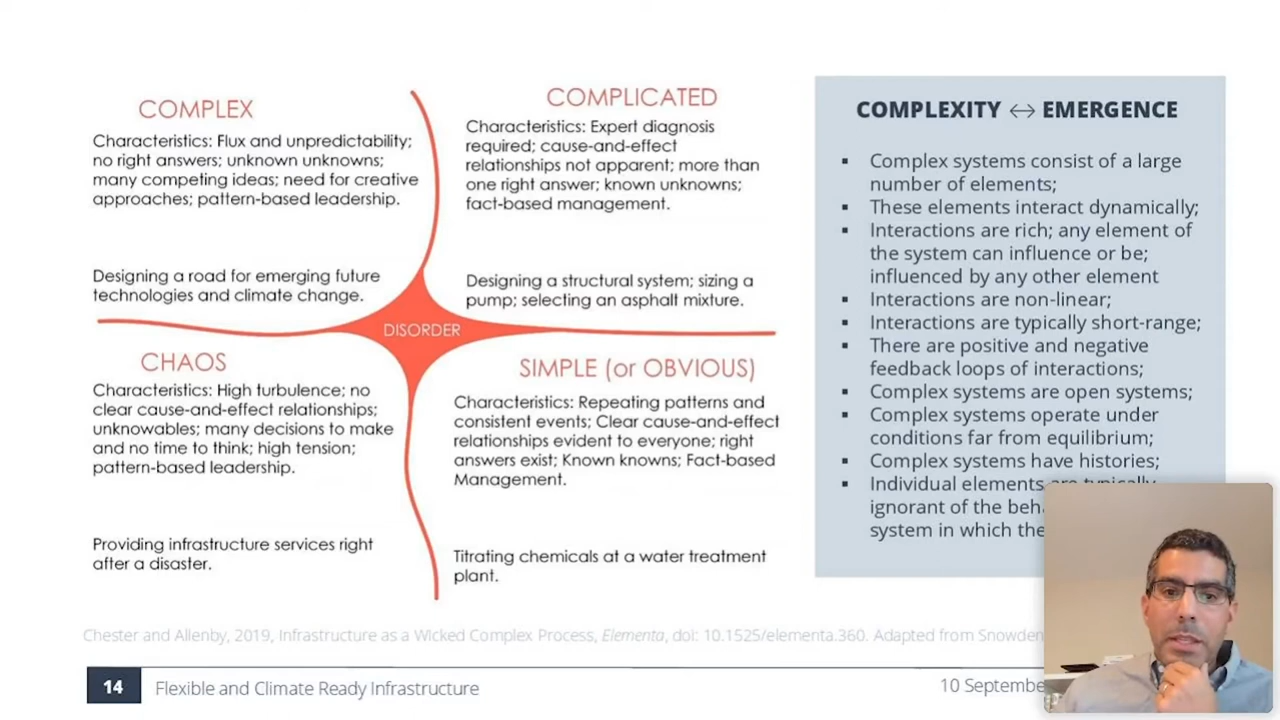 COMPLEX
Characteristics: Flux and unpredictability;
no right answers; unknown unknowns;
many competing ideas; need for creative
approaches; pattern-based leadership.
Designing a road for emerging future
technologies and climate change.
COMPLICATED
Characteristics: Expert diagnosis
required; cause-and-effect
relationships not apparent; more than
one right answer; known unknowns;
fact-based management.
Designing a structural system; sizing a
pump; selecting an asphalt mixture.
DISORDER
CHAOS
Characteristics: High turbulence; no
clear cause-and-effect relationships;
unknowables; many decisions to make
and no time to think; high tension;
pattern-based leadership.
Providing infrastructure services right
after a disaster.
SIMPLE (or OBVIOUS)
Characteristics: Repeating patterns and
consistent events; Clear cause-and-effect
relationships evident to everyone; right
answers exist; Known knowns; Fact-based
Management.
Titrating chemicals at a water treatment
plant.
COMPLEXITY ↔ EMERGENCE
▪ Complex systems consist of a large
number of elements;
▪ These elements interact dynamically;
▪ Interactions are rich; any element of
the system can influence or be;
influenced by any other element
▪ Interactions are non-linear;
▪ Interactions are typically short-range;
▪ There are positive and negative
feedback loops of interactions;
▪ Complex systems are open systems;
▪ Complex systems operate under
conditions far from equilibrium;
▪ Complex systems have histories;
▪ Individual elements are typically
ignorant of the
system in which
Chester and Allenby, 2019, Infrastructure as a Wicked Complex Process, Elementa, doi: 10.1525/elementa.360. Adapted from Snowden
14 Flexible and Climate Ready Infrastructure
10